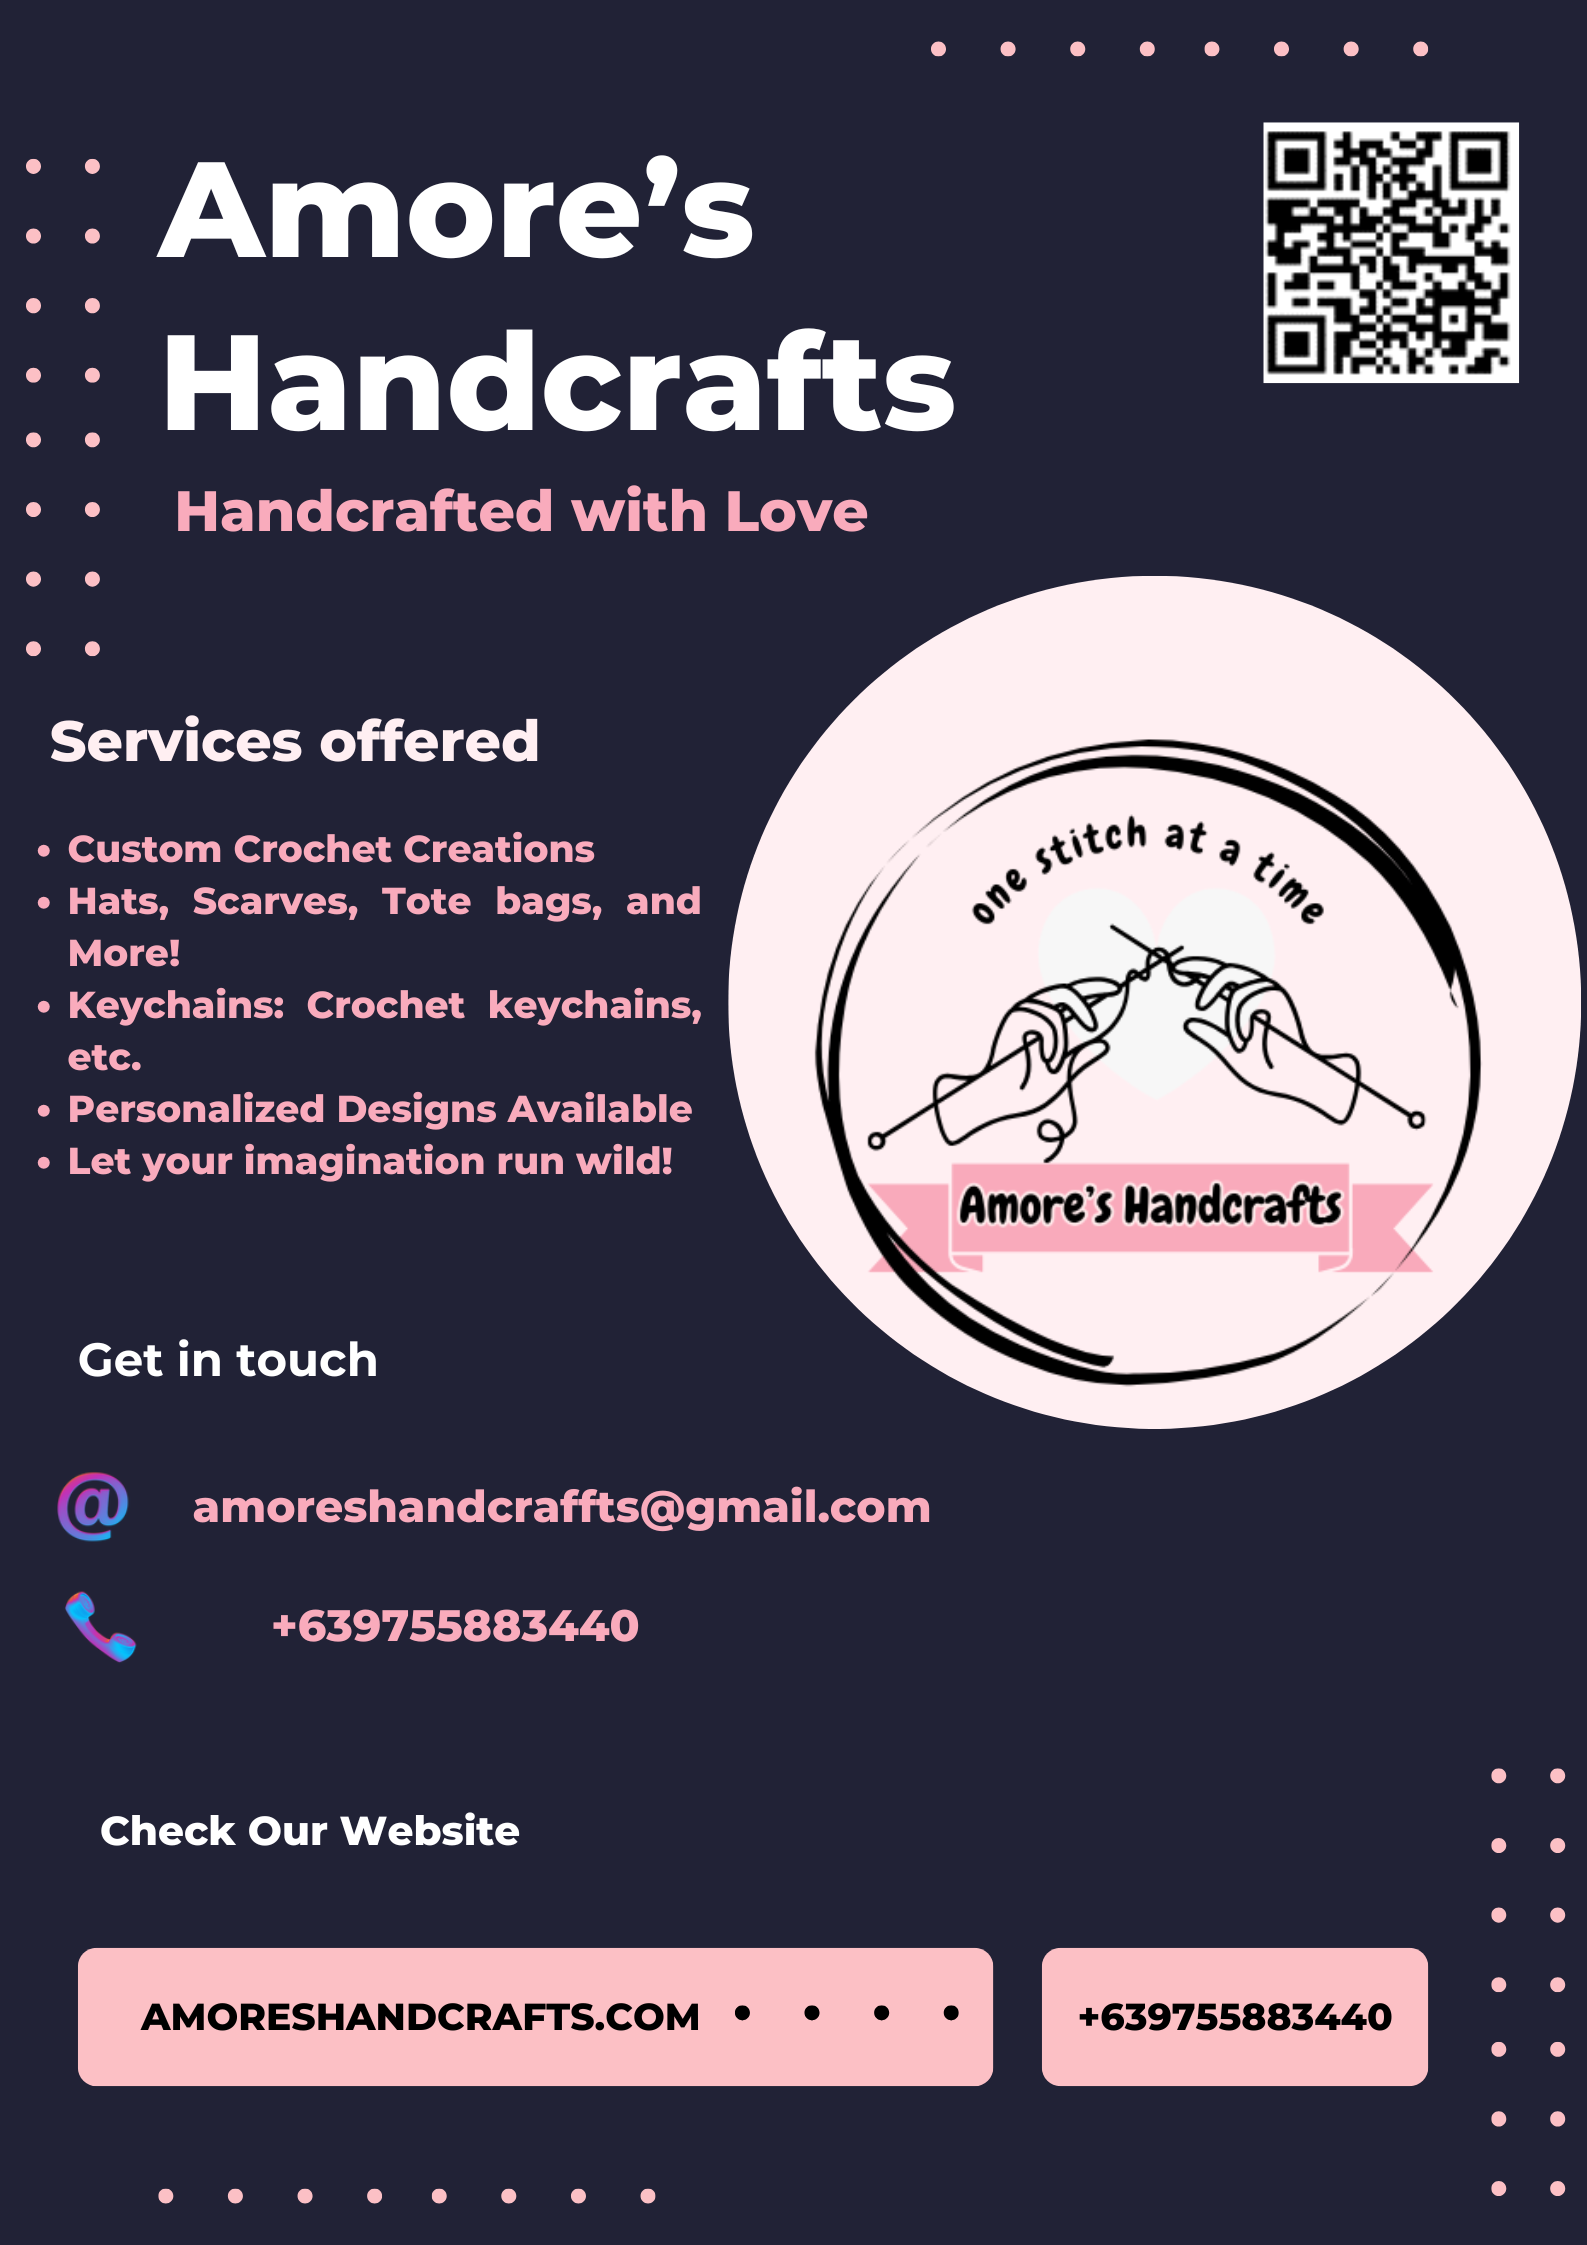 Amore’s
Handcrafts
Handcrafted with Love
Services offered
• Custom Crochet Creations
• Hats, Scarves, Tote bags, and
More!
• Keychains: Crochet keychains,
etc.
• Personalized Designs Available
• Let your imagination run wild!
one stitch at a time
Amore’s Handcrafts
Get in touch
@ amoreshandcraffts@gmail.com
+639755883440
Check Our Website
AMORESHANDCRAFTS.COM
+639755883440